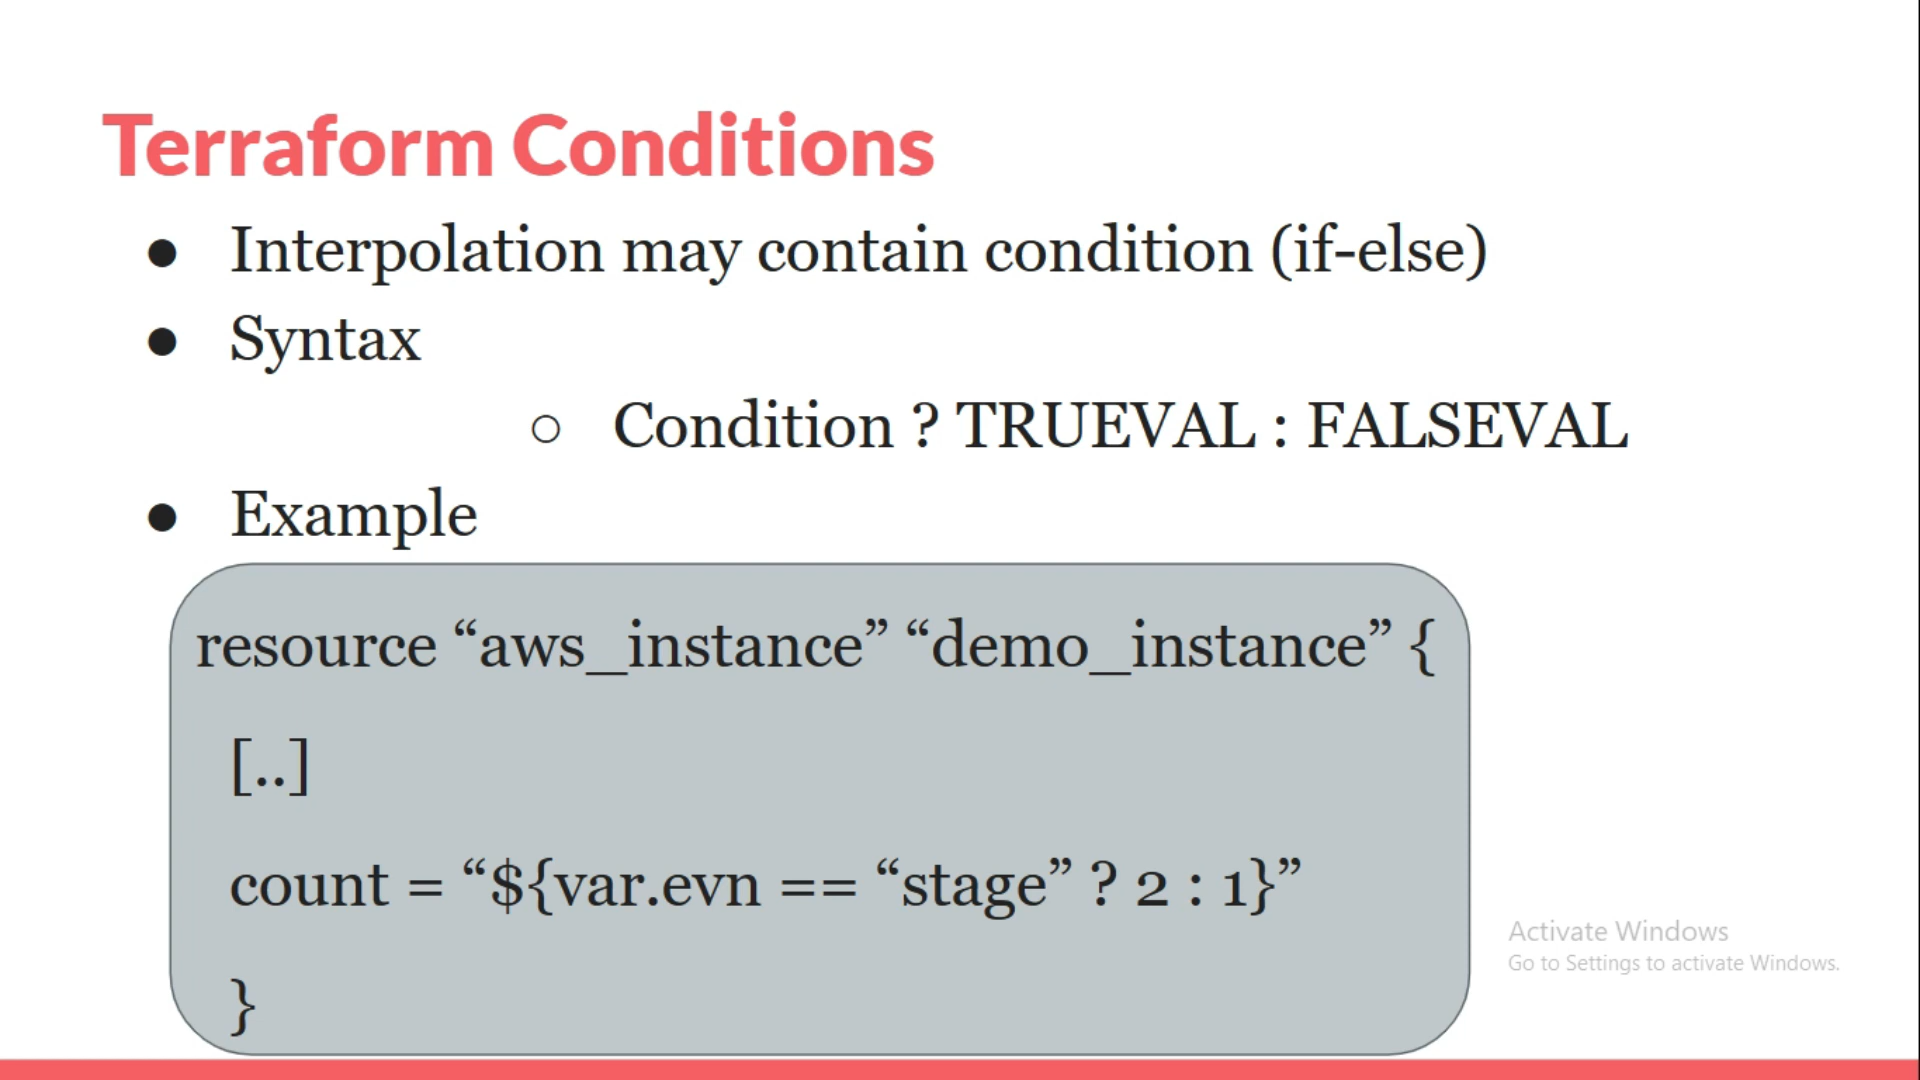 Terraform Conditions
● Interpolation may contain condition (if-else)
● Syntax
○ Condition ? TRUEVAL : FALSEVAL
● Example
resource “aws_instance” “demo_instance” {
[..]
count = “${var.evn == “stage” ? 2 : 1}”
}
Activate Windows
Go to Settings to activate Windows.